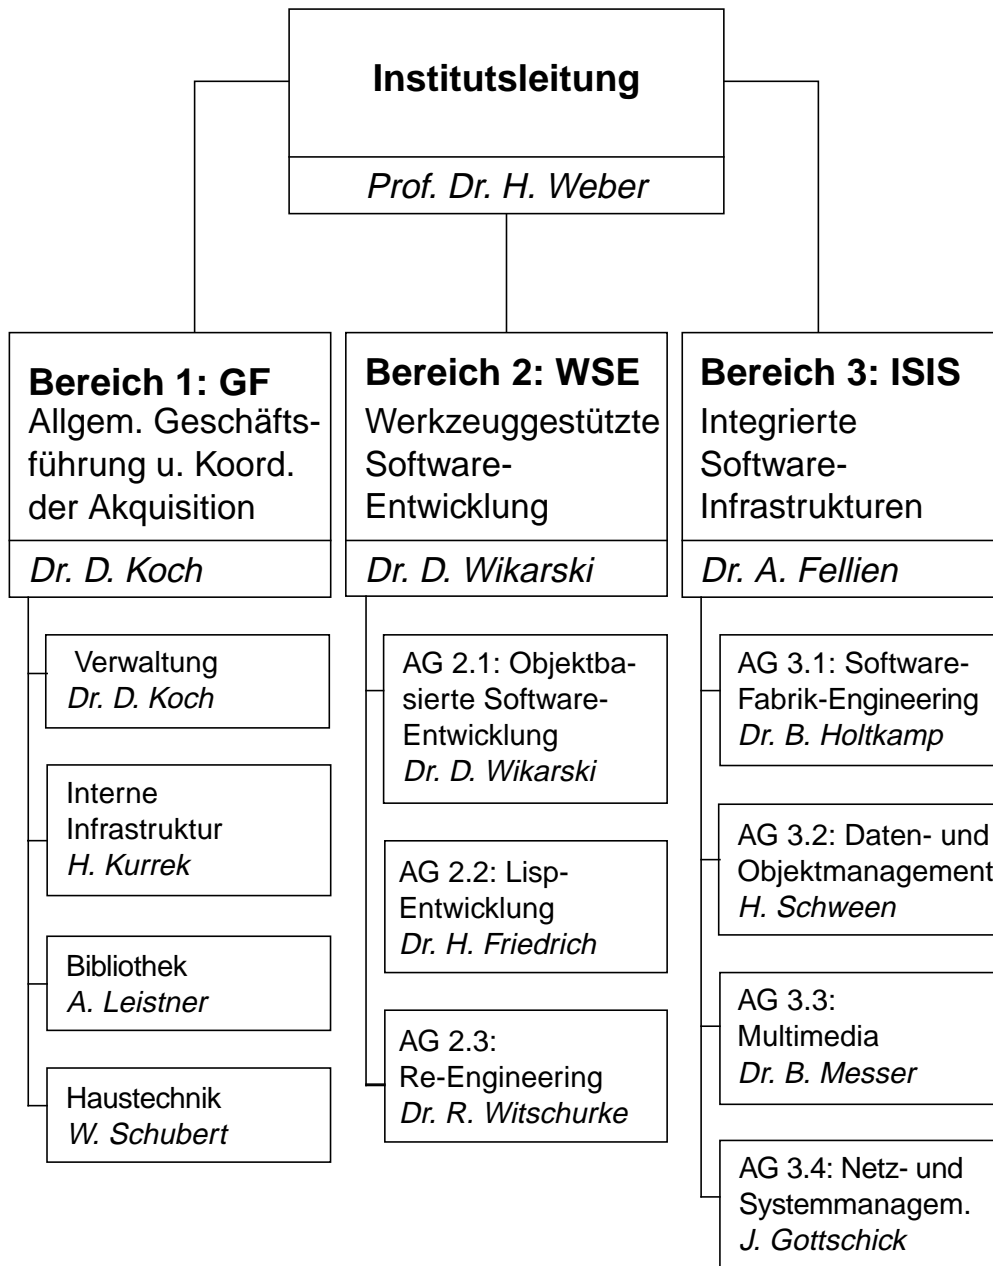 Institutsleitung
Prof. Dr. H. Weber
Bereich 1: GF
Allgem. Geschäfts-
führung u. Koord.
der Akquisition
Dr. D. Koch
Verwaltung
Dr. D. Koch
Interne
Infrastruktur
H. Kurrek
Bibliothek
A. Leistner
Haustechnik
W. Schubert
Bereich 2: WSE
Werkzeuggestützte
Software-
Entwicklung
Dr. D. Wikarski
AG 2.1: Objektba-
sierte Software-
Entwicklung
Dr. D. Wikarski
AG 2.2: Lisp-
Entwicklung
Dr. H. Friedrich
AG 2.3:
Re-Engineering
Dr. R. Witschurke
Bereich 3: ISIS
Integrierte
Software-
Infrastrukturen
Dr. A. Fellien
AG 3.1: Software-
Fabrik-Engineering
Dr. B. Holtkamp
AG 3.2: Daten- und
Objektmanagement
H. Schween
AG 3.3:
Multimedia
Dr. B. Messer
AG 3.4: Netz- und
Systemmanagem.
J. Gottschick